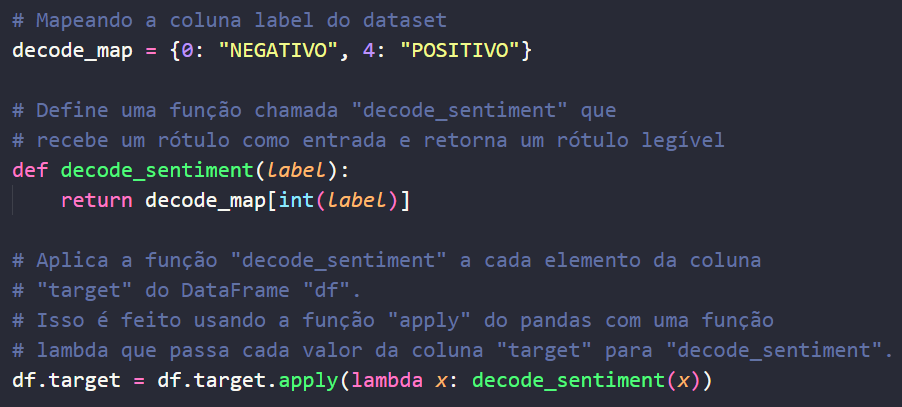 # Mapeando a coluna label do dataset
decode_map = {0: "NEGATIVO", 4: "POSITIVO"}
# Define uma função chamada "decode_sentiment" que
# recebe um rótulo como entrada e retorna um rótulo legível
def decode_sentiment(label):
    return decode_map[int(label)]
# Aplica a função "decode_sentiment" a cada elemento da coluna
# "target" do DataFrame "df".
# Isso é feito usando a função "apply" do pandas com uma função
# lambda que passa cada valor da coluna "target" para "decode_sentiment".
df.target = df.target.apply(lambda x: decode_sentiment(x))